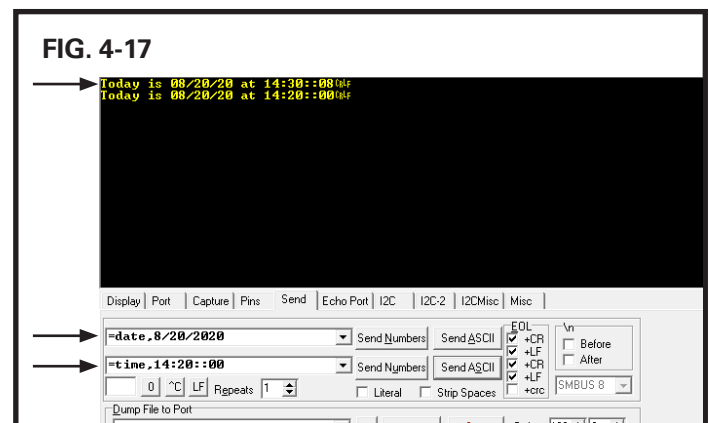 FIG. 4-17
Today is 08/20/20 at 14:30::08CRLF
Today is 08/20/20 at 14:20::00CRLF
Display Port Capture Pins Send Echo Port I2C I2C-2 I2CMisc Misc
EOL \n
=date,8/20/2020 Send Numbers Send ASCII +CR Before
+LF After
=time,14:20::00 Send Numbers Send ASCII +CR
+LF
0 ^C LF Repeats 1 Literal Strip Spaces +crc SMBUS 8
Dump File to Port